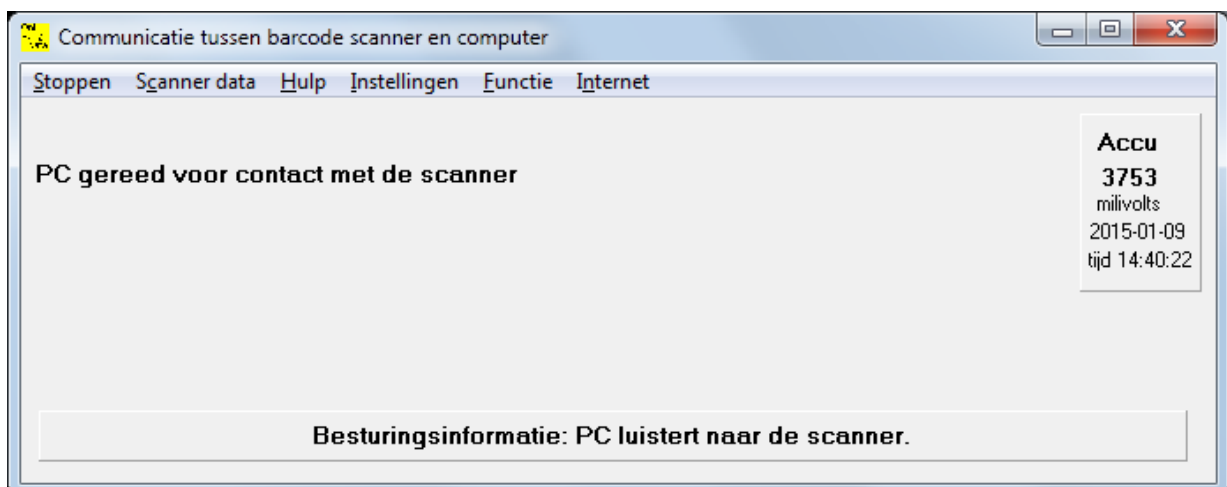 Communicatie tussen barcode scanner en computer
Stoppen Scanner data Hulp Instellingen Functie Internet
PC gereed voor contact met de scanner
Accu
3753
milivolts
2015-01-09
tijd 14:40:22
Besturingsinformatie: PC luistert naar de scanner.